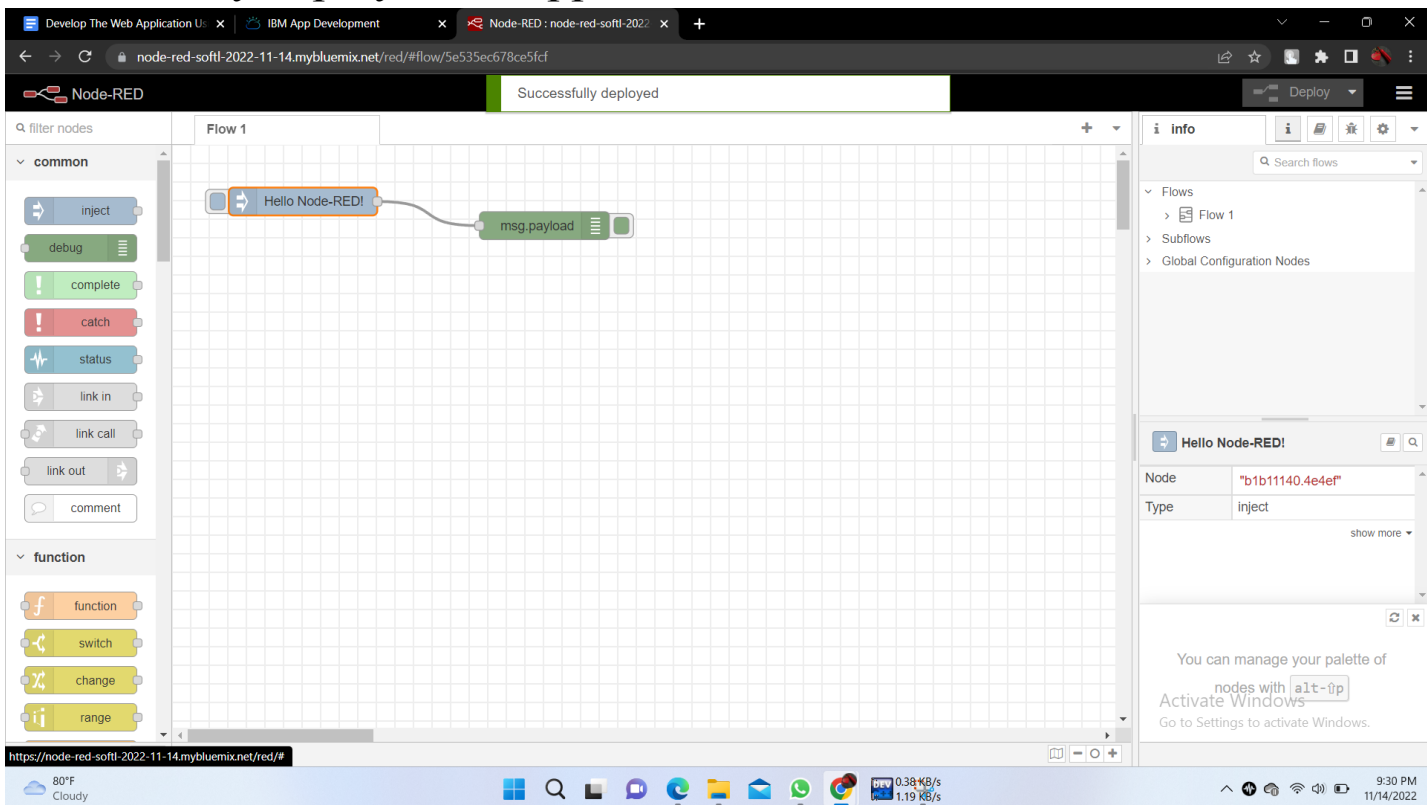 Develop The Web Application Us
IBM App Development
Node-RED : node-red-softl-2022
node-red-softl-2022-11-14.mybluemix.net/red/#flow/5e535ec678ce5fcf
Node-RED
Successfully deployed
Deploy
filter nodes
Flow 1
i info
i
common
Search flows
inject
debug
complete
catch
status
link in
link call
link out
comment
function
f function
switch
change
range
Hello Node-RED!
msg.payload
Flows
Flow 1
Subflows
Global Configuration Nodes
Hello Node-RED!
Node "b1b11140.4e4ef"
Type inject
show more
You can manage your palette of
nodes with alt-⇧p
Activate Windows
Go to Settings to activate Windows.
https://node-red-softl-2022-11-14.mybluemix.net/red/#
80°F
Cloudy
DEV
0.38 KB/s
1.19 KB/s
9:30 PM
11/14/2022